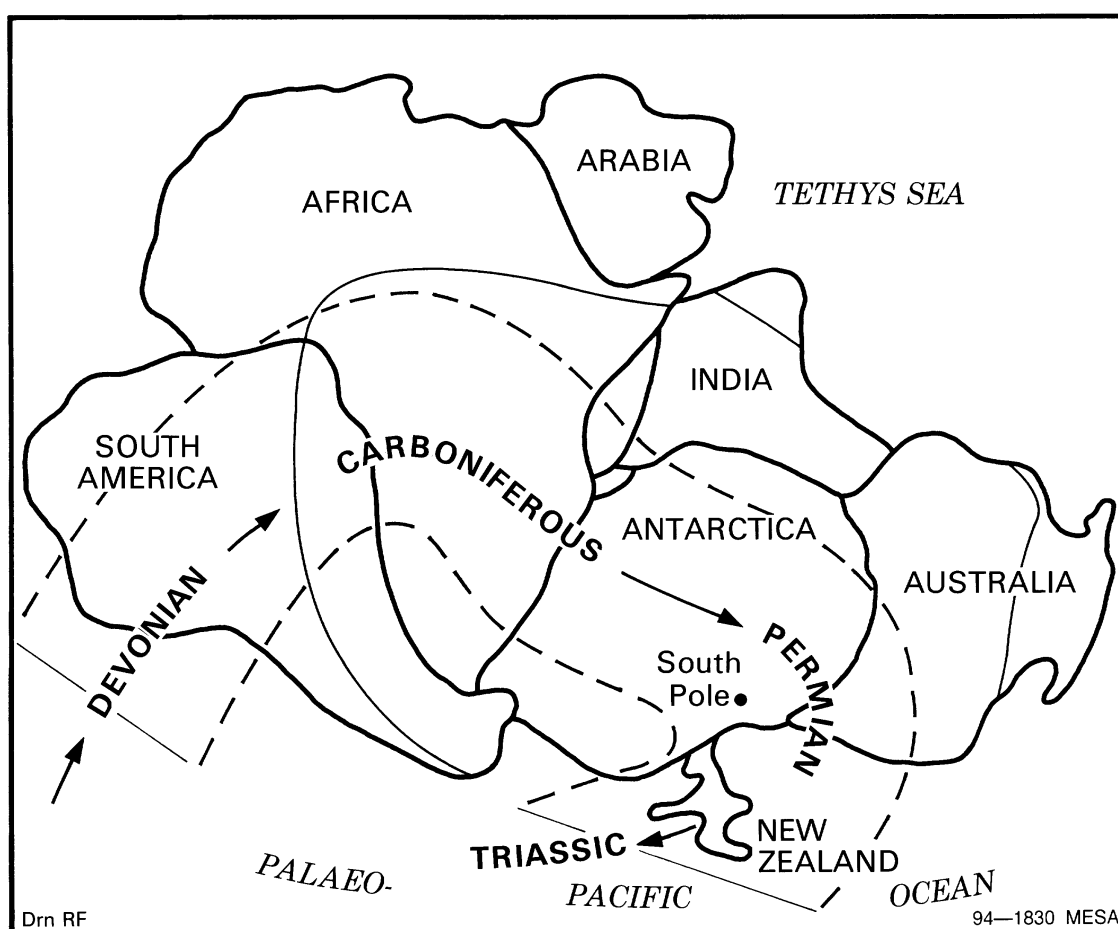 ARABIA
AFRICA
TETHYS SEA
INDIA
SOUTH
AMERICA
CARBONIFEROUS
ANTARCTICA
AUSTRALIA
DEVONIAN
PERMIAN
South
Pole
TRIASSIC
NEW
ZEALAND
PALAEO-
PACIFIC
OCEAN
Drn RF
94—1830 MESA